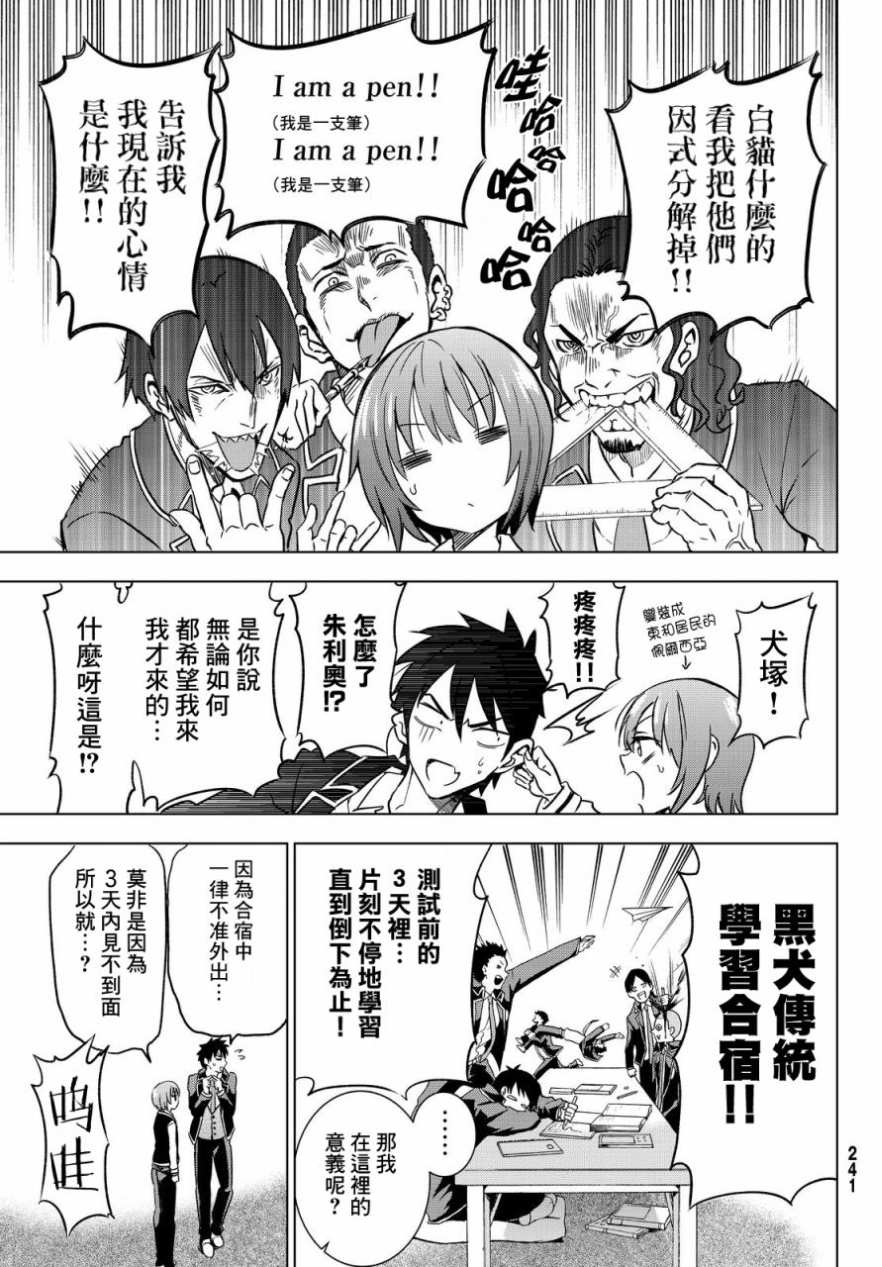 白貓什麼的
看我把他們
因式分解掉!!
哇
哈
哈
哈
哈
哈
I am a pen!!
(我是一支筆)
I am a pen!!
(我是一支筆)
告訴我
我現在的心情
是什麼!!
犬塚!
變裝成
東和居民的
佩爾西亞
疼疼疼!!
怎麼了
朱利奧!?
是你說
無論如何
都希望我來
我才來的…
什麼呀這是!?
黑犬傳統
學習合宿!!
測試前的
3天裡…
片刻不停地學習
直到倒下為止!
……
那我
在這裡的
意義呢?
因為合宿中
一律不准外出…
莫非是因為
3天內見不到面
所以就…?
嗚哇
241